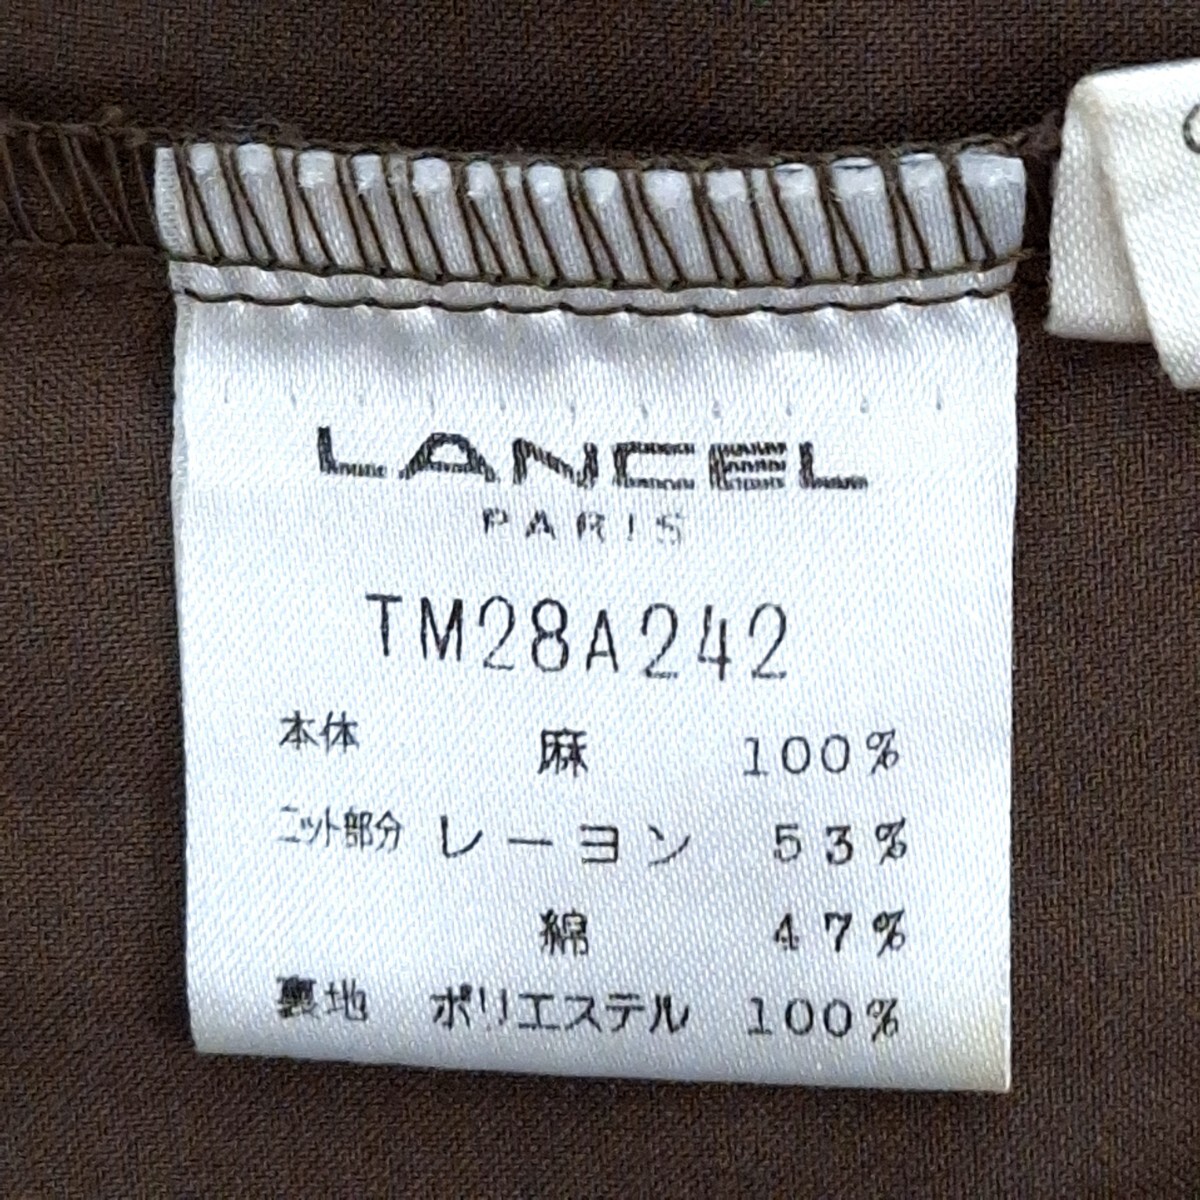 LANCEL
PARIS
TM28A242
本体 麻 100%
ニット部分 レーヨン 53%
綿 47%
裏地 ポリエステル 100%